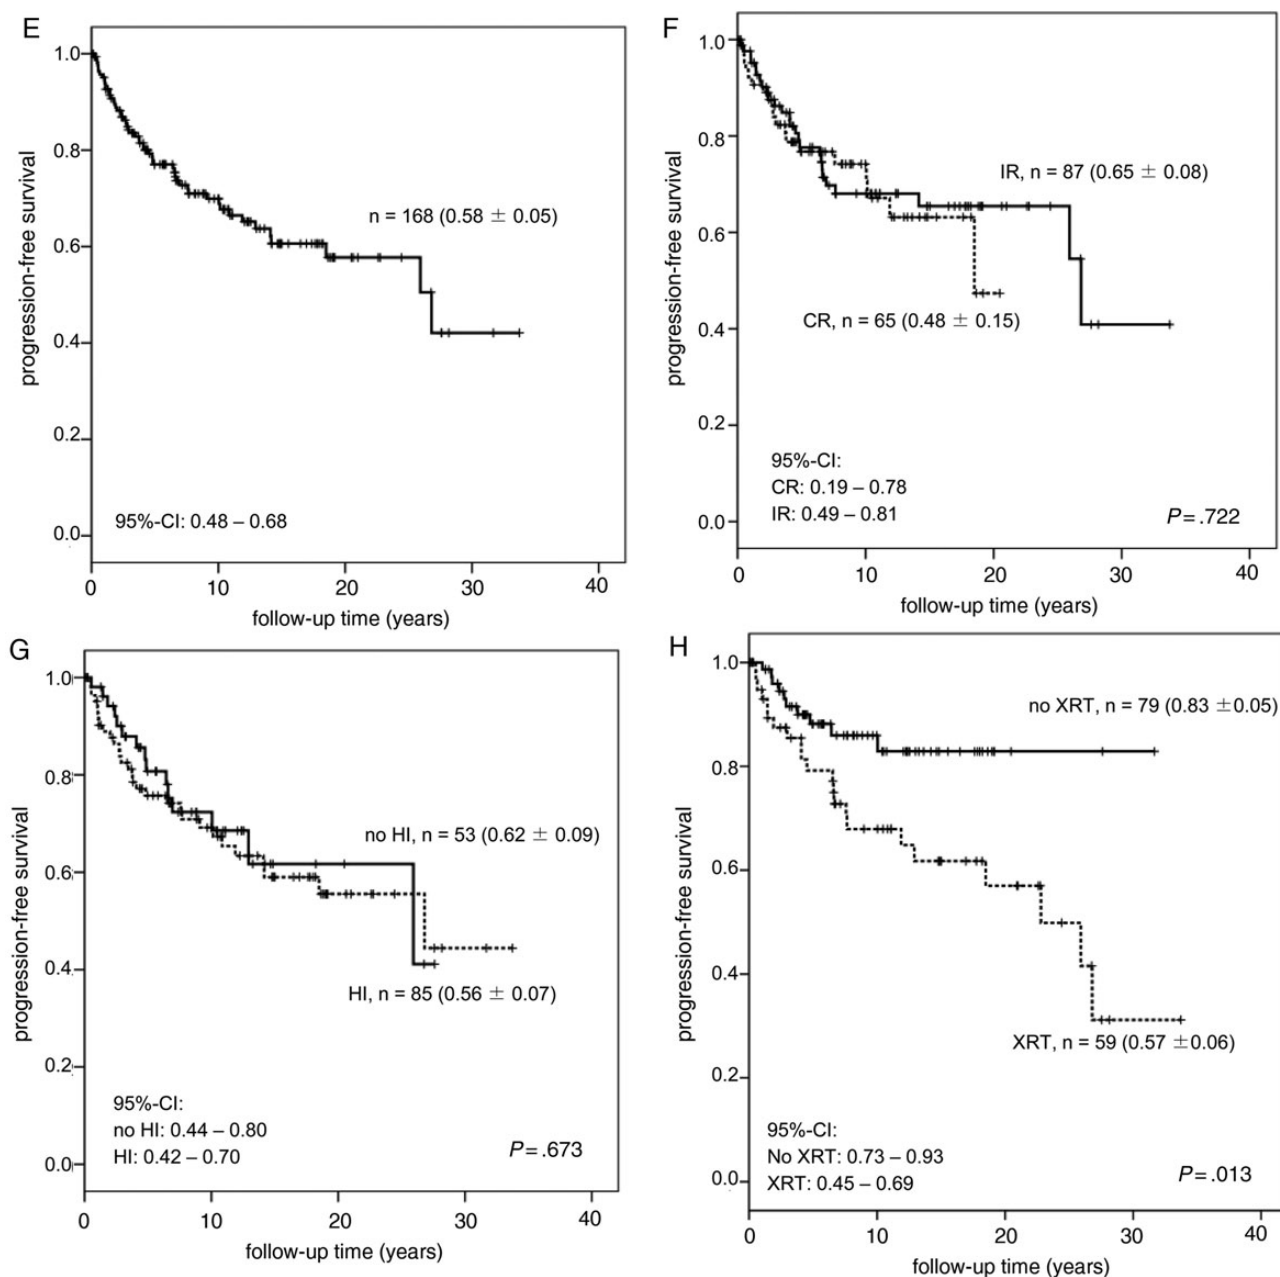 E
1.0
0.8
0.6
0.4
0.2
0.0
progression-free survival
n = 168 (0.58 ± 0.05)
95%-CI: 0.48 – 0.68
0 10 20 30 40
follow-up time (years)
F
1.0
0.8
0.6
0.4
0.2
0.0
progression-free survival
IR, n = 87 (0.65 ± 0.08)
CR, n = 65 (0.48 ± 0.15)
95%-CI:
CR: 0.19 – 0.78
IR: 0.49 – 0.81
P= .722
0 10 20 30 40
follow-up time (years)
G
1.0
0.8
0.6
0.4
0.2
0.0
progression-free survival
no HI, n = 53 (0.62 ± 0.09)
HI, n = 85 (0.56 ± 0.07)
95%-CI:
no HI: 0.44 – 0.80
HI: 0.42 – 0.70
P= .673
0 10 20 30 40
follow-up time (years)
H
1.0
0.8
0.6
0.4
0.2
0.0
progression-free survival
no XRT, n = 79 (0.83 ±0.05)
XRT, n = 59 (0.57 ±0.06)
95%-CI:
No XRT: 0.73 – 0.93
XRT: 0.45 – 0.69
P= .013
0 10 20 30 40
follow-up time (years)